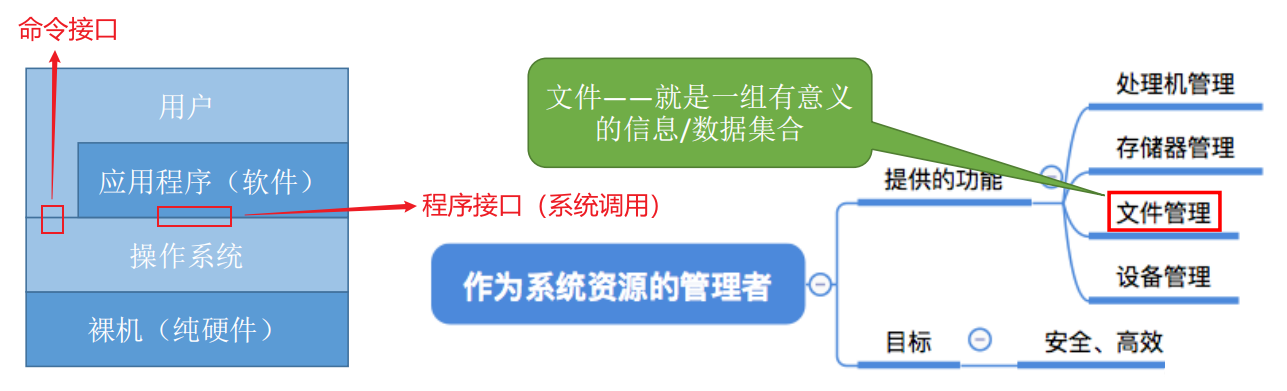 命令接口
用户
应用程序（软件）
程序接口（系统调用）
操作系统
裸机（纯硬件）
文件——就是一组有意义
的信息/数据集合
作为系统资源的管理者
提供的功能
处理机管理
存储器管理
文件管理
设备管理
目标
安全、高效